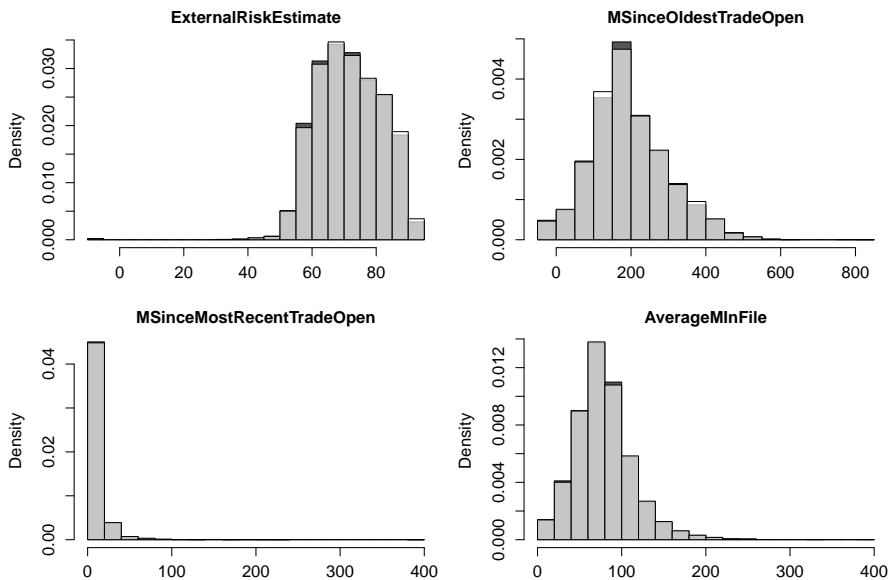 ExternalRiskEstimate
Density
0.000 0.010 0.020 0.030
0 20 40 60 80
MSinceOldestTradeOpen
Density
0.000 0.002 0.004
0 200 400 600 800
MSinceMostRecentTradeOpen
Density
0.00 0.02 0.04
0 100 200 300 400
AverageMInFile
Density
0.000 0.004 0.008 0.012
0 100 200 300 400